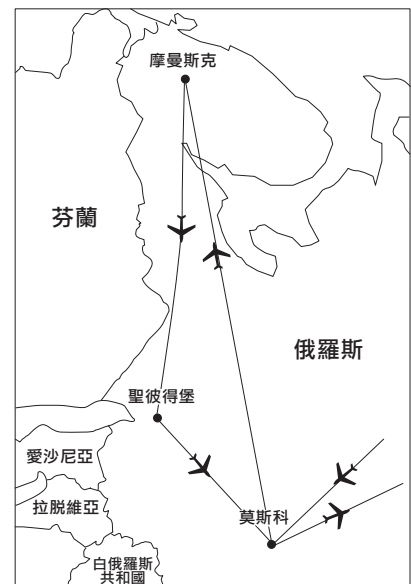 摩曼斯克
芬蘭
俄羅斯
聖彼得堡
愛沙尼亞
拉脫維亞
莫斯科
白俄羅斯
共和國